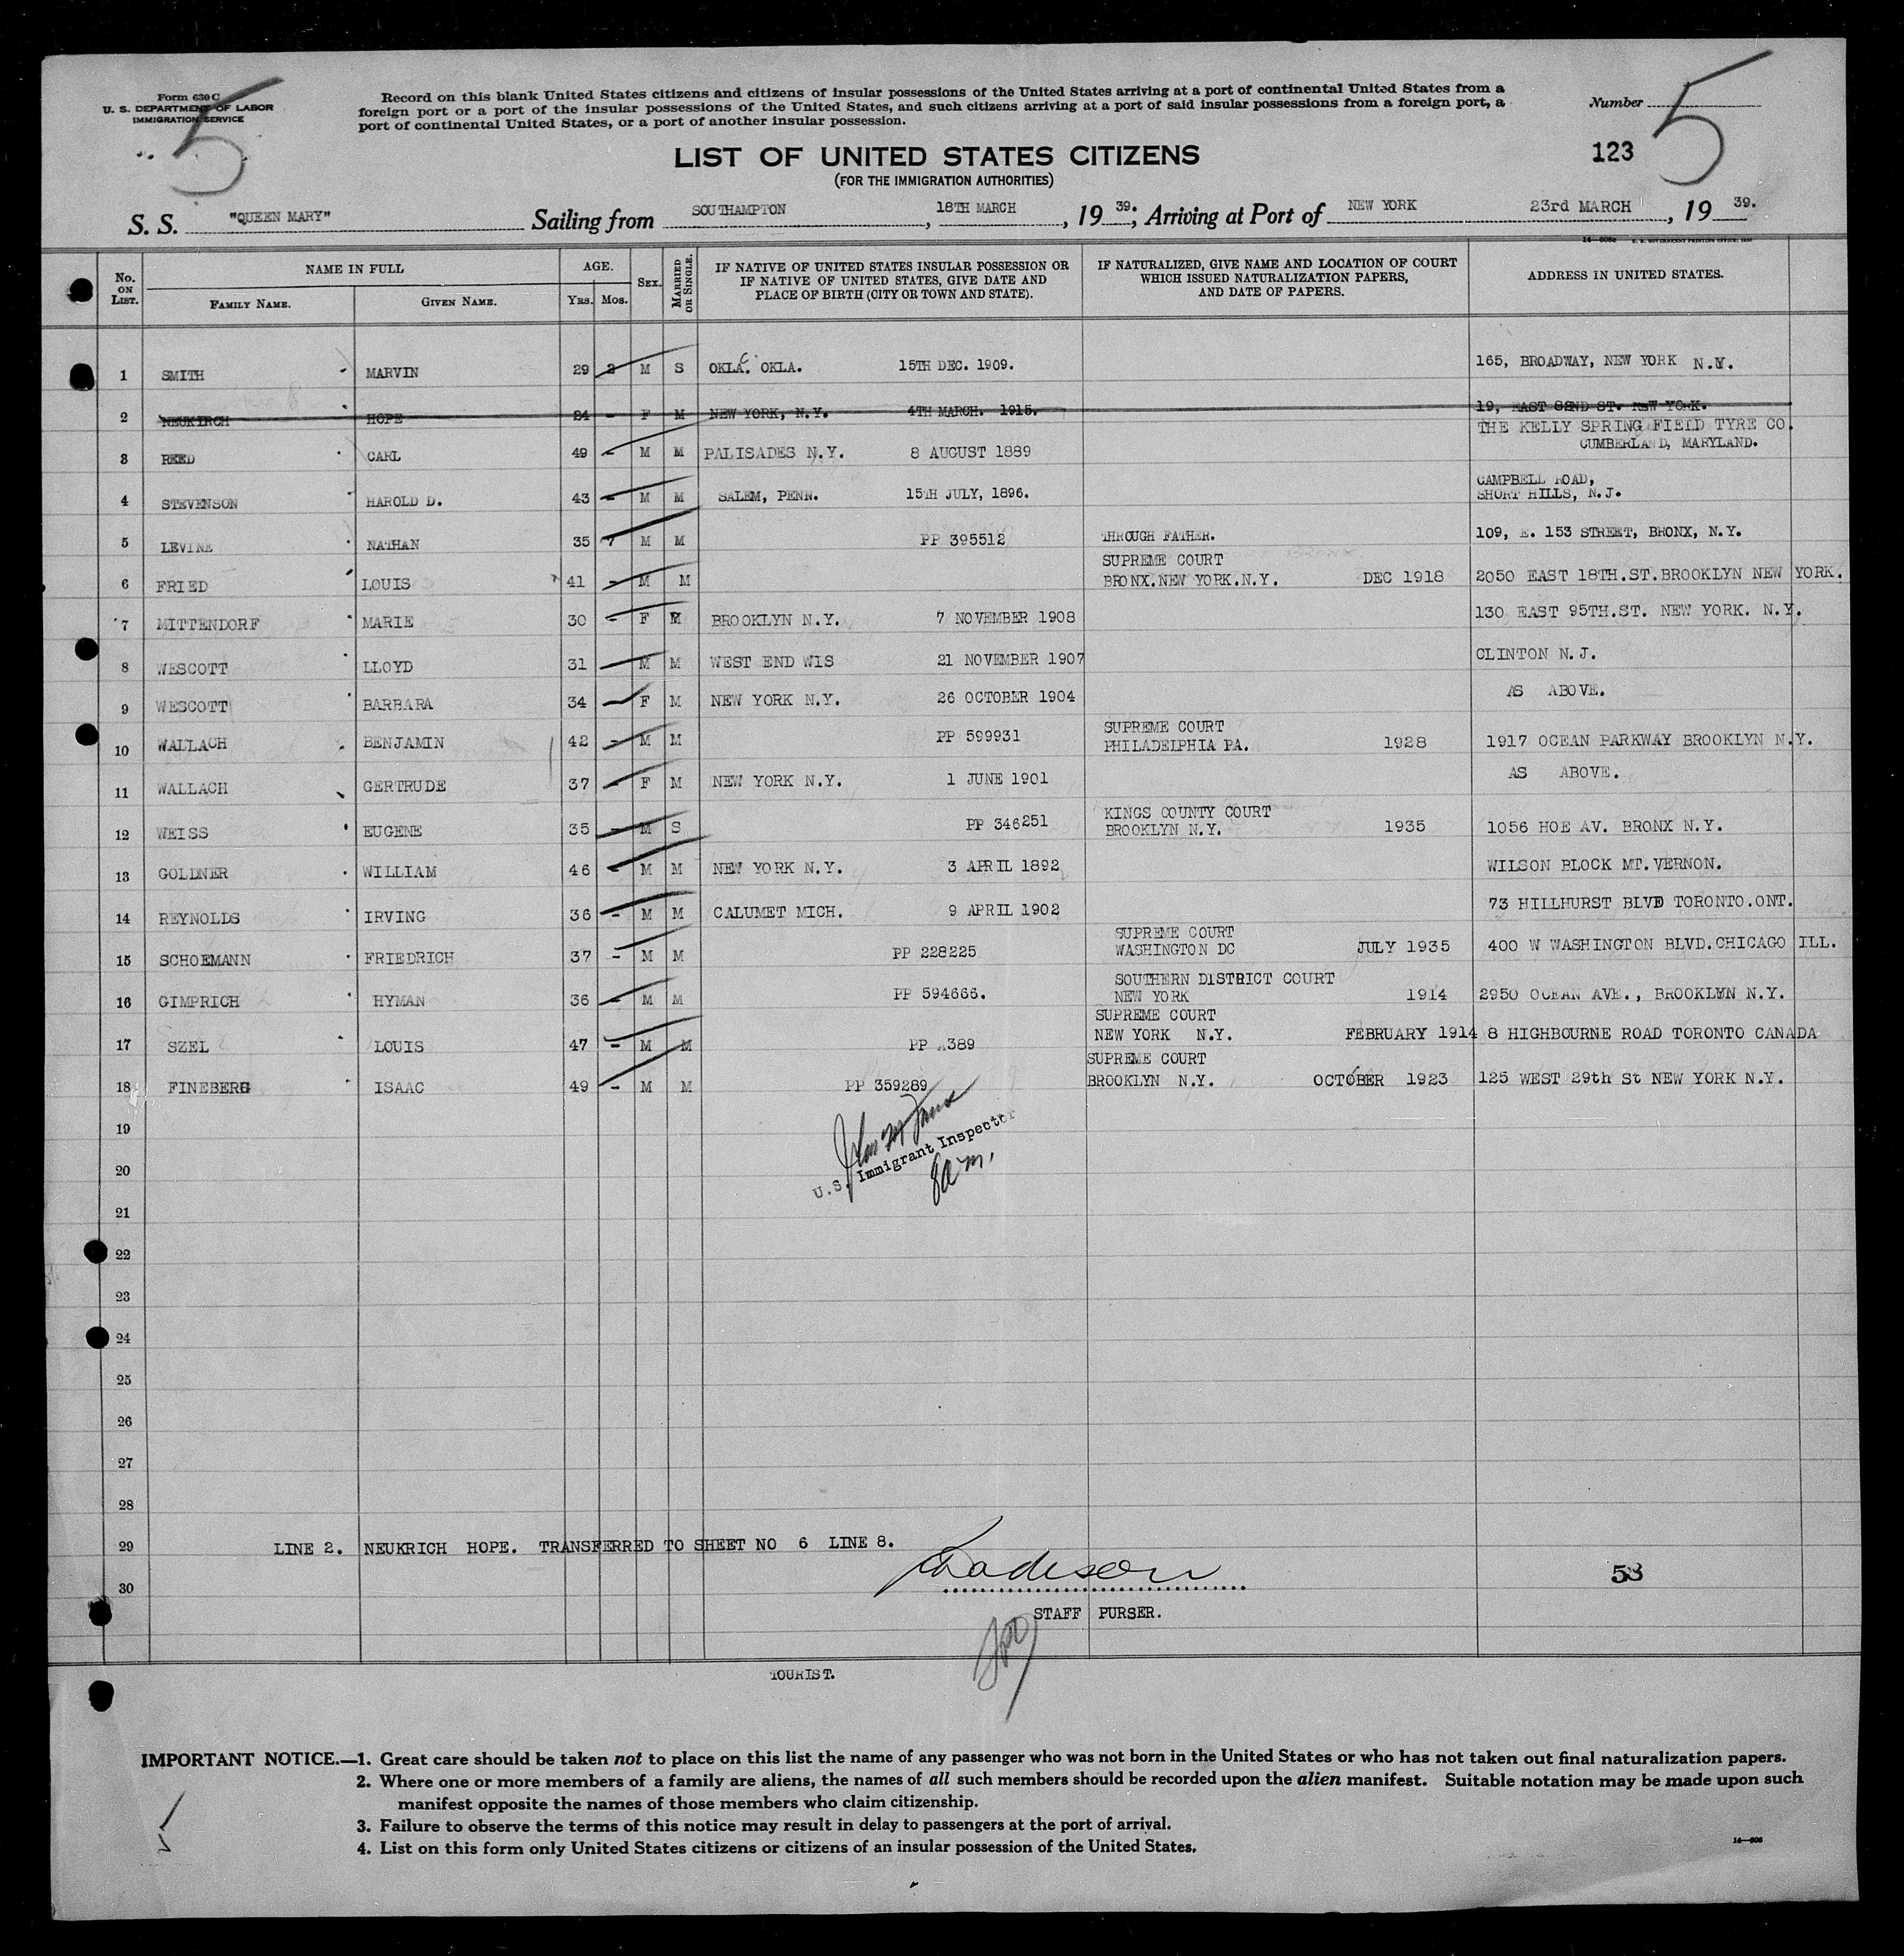 Form 630 C
U. S. DEPARTMENT OF LABOR
IMMIGRATION SERVICE
5
Record on this blank United States citizens and citizens of insular possessions of the United States arriving at a port of continental United States from a
foreign port or a port of the insular possessions of the United States, and such citizens arriving at a port of said insular possessions from a foreign port, a
port of continental United States, or a port of another insular possession.
Number
123
5
LIST OF UNITED STATES CITIZENS
(FOR THE IMMIGRATION AUTHORITIES)
S. S. "QUEEN MARY" Sailing from SOUTHAMPTON, 18TH MARCH, 19 39.; Arriving at Port of NEW YORK 23rd MARCH, 19 39.
No. ON LIST. NAME IN FULL AGE. SEX. MARRIED OR SINGLE. IF NATIVE OF UNITED STATES INSULAR POSSESSION OR IF NATIVE OF UNITED STATES, GIVE DATE AND PLACE OF BIRTH (CITY OR TOWN AND STATE). IF NATURALIZED, GIVE NAME AND LOCATION OF COURT WHICH ISSUED NATURALIZATION PAPERS, AND DATE OF PAPERS. ADDRESS IN UNITED STATES.
FAMILY NAME. GIVEN NAME. YRS. MOS.
1 SMITH MARVIN 29 3 M S OKLA. C. OKLA. 15TH DEC. 1909. 165, BROADWAY, NEW YORK N.Y.
2 NEUKIRCH HOPE 24 - F M NEW YORK, N.Y. 4TH MARCH. 1915. 19, EAST 82ND ST. NEW YORK.
3 REED CARL 49 - M M PALISADES N.Y. 8 AUGUST 1889 THE KELLY SPRING FIELD TYRE CO. CUMBERLAND, MARYLAND.
4 STEVENSON HAROLD D. 43 - M M SALEM, PENN. 15TH JULY, 1896. CAMPBELL ROAD, SHORT HILLS, N.J.
5 LEVINE NATHAN 35 7 M M PP 395512 THROUGH FATHER. 109, E. 153 STREET, BRONX, N.Y.
6 FRIED LOUIS 41 - M M SUPREME COURT BRONX.NEW YORK.N.Y. DEC 1918 2050 EAST 18TH.ST.BROOKLYN NEW YORK.
7 MITTENDORF MARIE 30 - F M BROOKLYN N.Y. 7 NOVEMBER 1908 130 EAST 95TH.ST. NEW YORK. N.Y.
8 WESCOTT LLOYD 31 - M M WEST END WIS 21 NOVEMBER 1907 CLINTON N.J.
9 WESCOTT BARBARA 34 - F M NEW YORK N.Y. 26 OCTOBER 1904 AS ABOVE.
10 WALLACH BENJAMIN 42 - M M PP 599931 SUPREME COURT PHILADELPHIA PA. 1928 1917 OCEAN PARKWAY BROOKLYN N.Y.
11 WALLACH GERTRUDE 37 - F M NEW YORK N.Y. 1 JUNE 1901 AS ABOVE.
12 WEISS EUGENE 35 - M S PP 346251 KINGS COUNTY COURT BROOKLYN N.Y. 1935 1056 HOE AV. BRONX N.Y.
13 GOLDNER WILLIAM 46 - M M NEW YORK N.Y. 3 APRIL 1892 WILSON BLOCK MT. VERNON.
14 REYNOLDS IRVING 36 - M M CALUMET MICH. 9 APRIL 1902 73 HILLHURST BLVD TORONTO.ONT.
15 SCHOEMANN FRIEDRICH 37 - M M PP 228225 SUPREME COURT WASHINGTON DC JULY 1935 400 W WASHINGTON BLVD.CHICAGO ILL.
16 GIMPRICH HYMAN 36 - M M PP 594666. SOUTHERN DISTRICT COURT NEW YORK 1914 2950 OCEAN AVE., BROOKLYN N.Y.
17 SZEL LOUIS 47 - M M PP 389 SUPREME COURT NEW YORK N.Y. FEBRUARY 1914 8 HIGHBOURNE ROAD TORONTO CANADA
18 FINEBERG ISAAC 49 - M M PP 359289 SUPREME COURT BROOKLYN N.Y. OCTOBER 1923 125 WEST 29th St NEW YORK N.Y.
19
U.S. Immigrant Inspector
20
21
22
23
24
25
26
27
28
29 LINE 2. NEUKRICH HOPE. TRANSFERRED TO SHEET NO 6 LINE 8.
30
53
STAFF PURSER.
TOURIST.
IMPORTANT NOTICE.—1. Great care should be taken not to place on this list the name of any passenger who was not born in the United States or who has not taken out final naturalization papers.
2. Where one or more members of a family are aliens, the names of all such members should be recorded upon the alien manifest. Suitable notation may be made upon such
manifest opposite the names of those members who claim citizenship.
3. Failure to observe the terms of this notice may result in delay to passengers at the port of arrival.
4. List on this form only United States citizens or citizens of an insular possession of the United States.
14—606